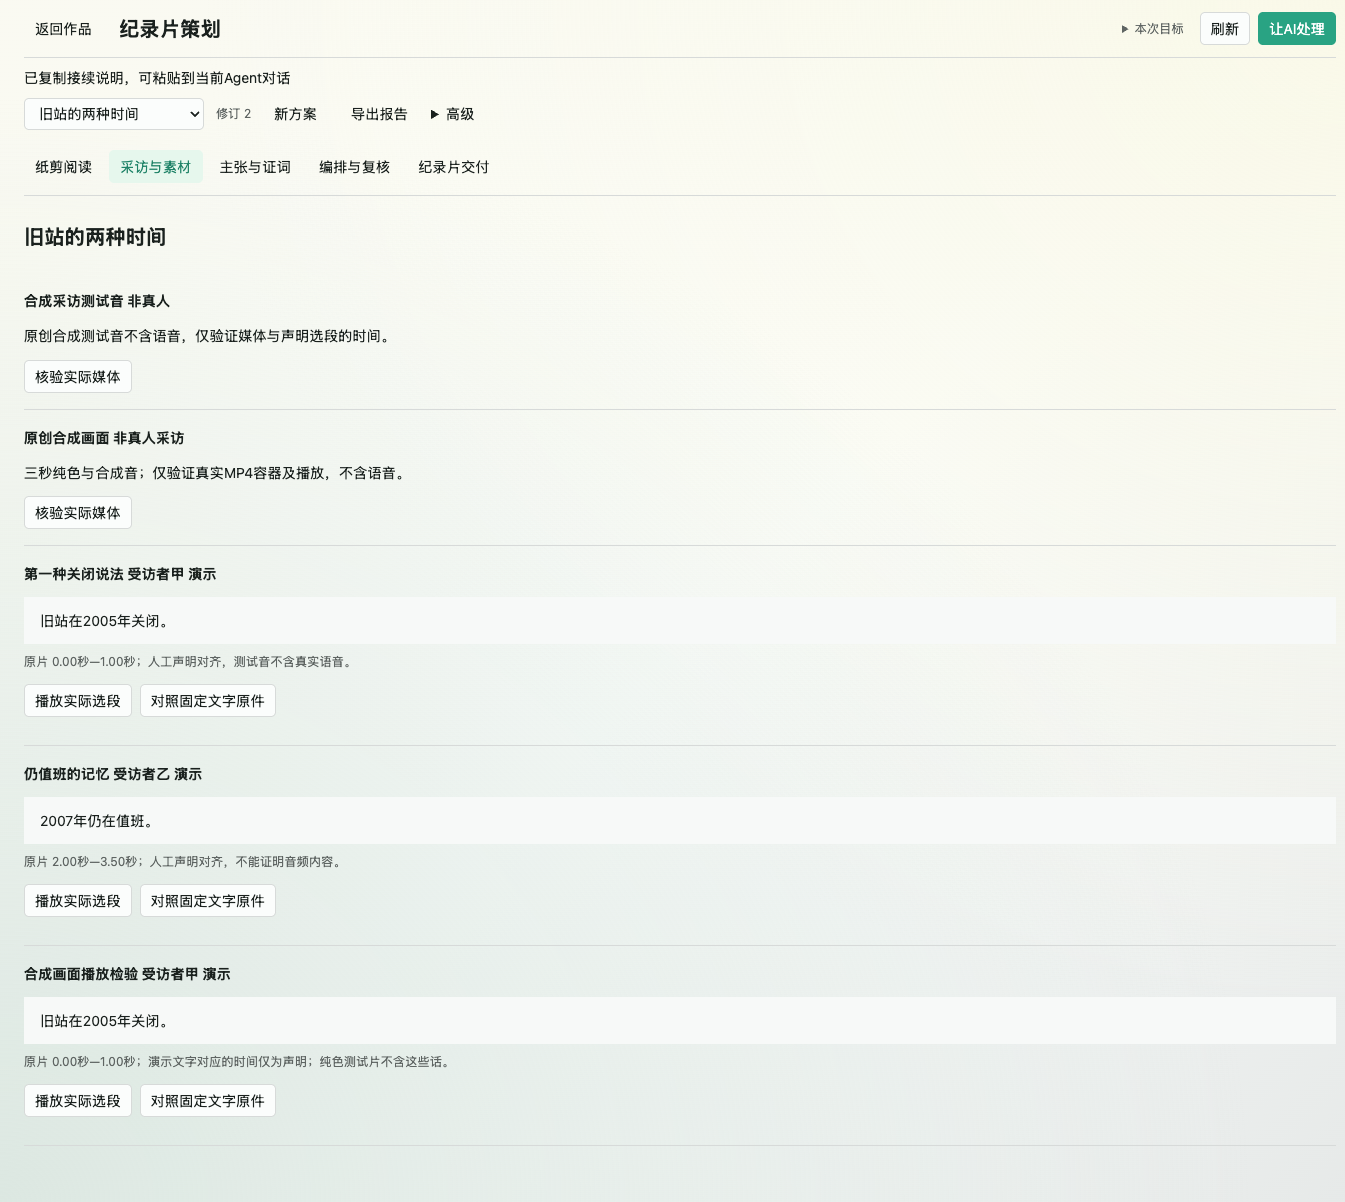 返回作品 纪录片策划 ▶ 本次目标 刷新 让AI处理
已复制接续说明，可粘贴到当前Agent对话
旧站的两种时间 修订 2 新方案 导出报告 ▶ 高级
纸剪阅读 采访与素材 主张与证词 编排与复核 纪录片交付
旧站的两种时间
合成采访测试音 非真人
原创合成测试音不含语音，仅验证媒体与声明选段的时间。
核验实际媒体
原创合成画面 非真人采访
三秒纯色与合成音；仅验证真实MP4容器及播放，不含语音。
核验实际媒体
第一种关闭说法 受访者甲 演示
旧站在2005年关闭。
原片 0.00秒—1.00秒；人工声明对齐，测试音不含真实语音。
播放实际选段 对照固定文字原件
仍值班的记忆 受访者乙 演示
2007年仍在值班。
原片 2.00秒—3.50秒；人工声明对齐，不能证明音频内容。
播放实际选段 对照固定文字原件
合成画面播放检验 受访者甲 演示
旧站在2005年关闭。
原片 0.00秒—1.00秒；演示文字对应的时间仅为声明；纯色测试片不含这些话。
播放实际选段 对照固定文字原件